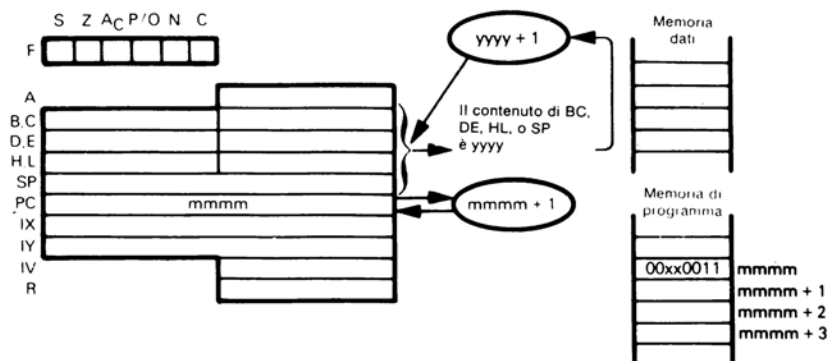 S Z AC P/O N C
F
A
B,C
D,E
H,L
SP
PC mmmm
IX
IY
IV
R
yyyy + 1
Il contenuto di BC,
DE, HL, o SP
è yyyy
mmmm + 1
Memoria
dati
Memoria di
programma
00xx0011 mmmm
mmmm + 1
mmmm + 2
mmmm + 3